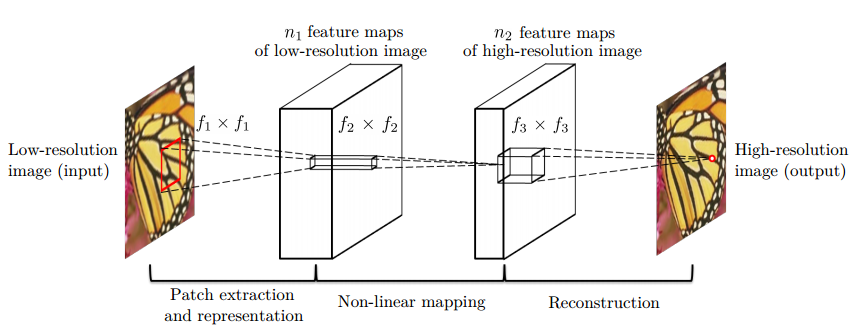 n₁ feature maps
of low-resolution image
n₂ feature maps
of high-resolution image
f₁ × f₁
f₂ × f₂
f₃ × f₃
Low-resolution
image (input)
High-resolution
image (output)
Patch extraction
and representation
Non-linear mapping
Reconstruction